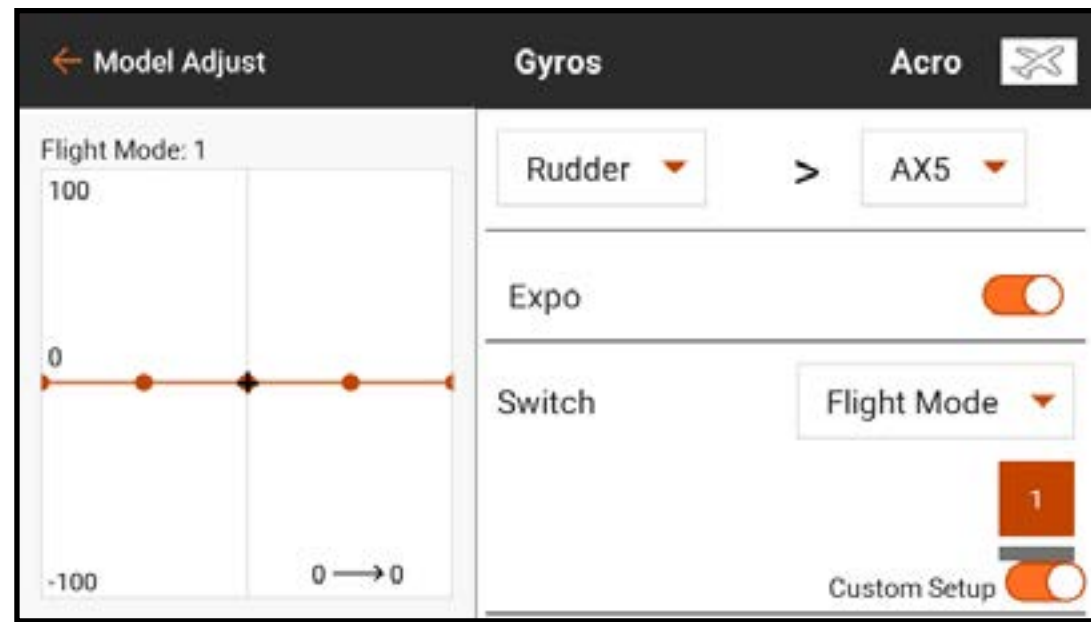 ← Model Adjust Gyros Acro
Flight Mode: 1
100
0
-100
0 → 0
Rudder > AX5
Expo
Switch Flight Mode
1
Custom Setup